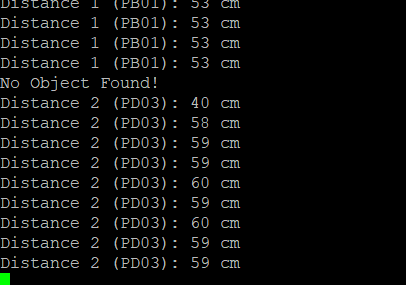 Distance 1 (PB01): 53 cm
Distance 1 (PB01): 53 cm
Distance 1 (PB01): 53 cm
Distance 1 (PB01): 53 cm
No Object Found!
Distance 2 (PD03): 40 cm
Distance 2 (PD03): 58 cm
Distance 2 (PD03): 59 cm
Distance 2 (PD03): 59 cm
Distance 2 (PD03): 60 cm
Distance 2 (PD03): 59 cm
Distance 2 (PD03): 60 cm
Distance 2 (PD03): 59 cm
Distance 2 (PD03): 59 cm